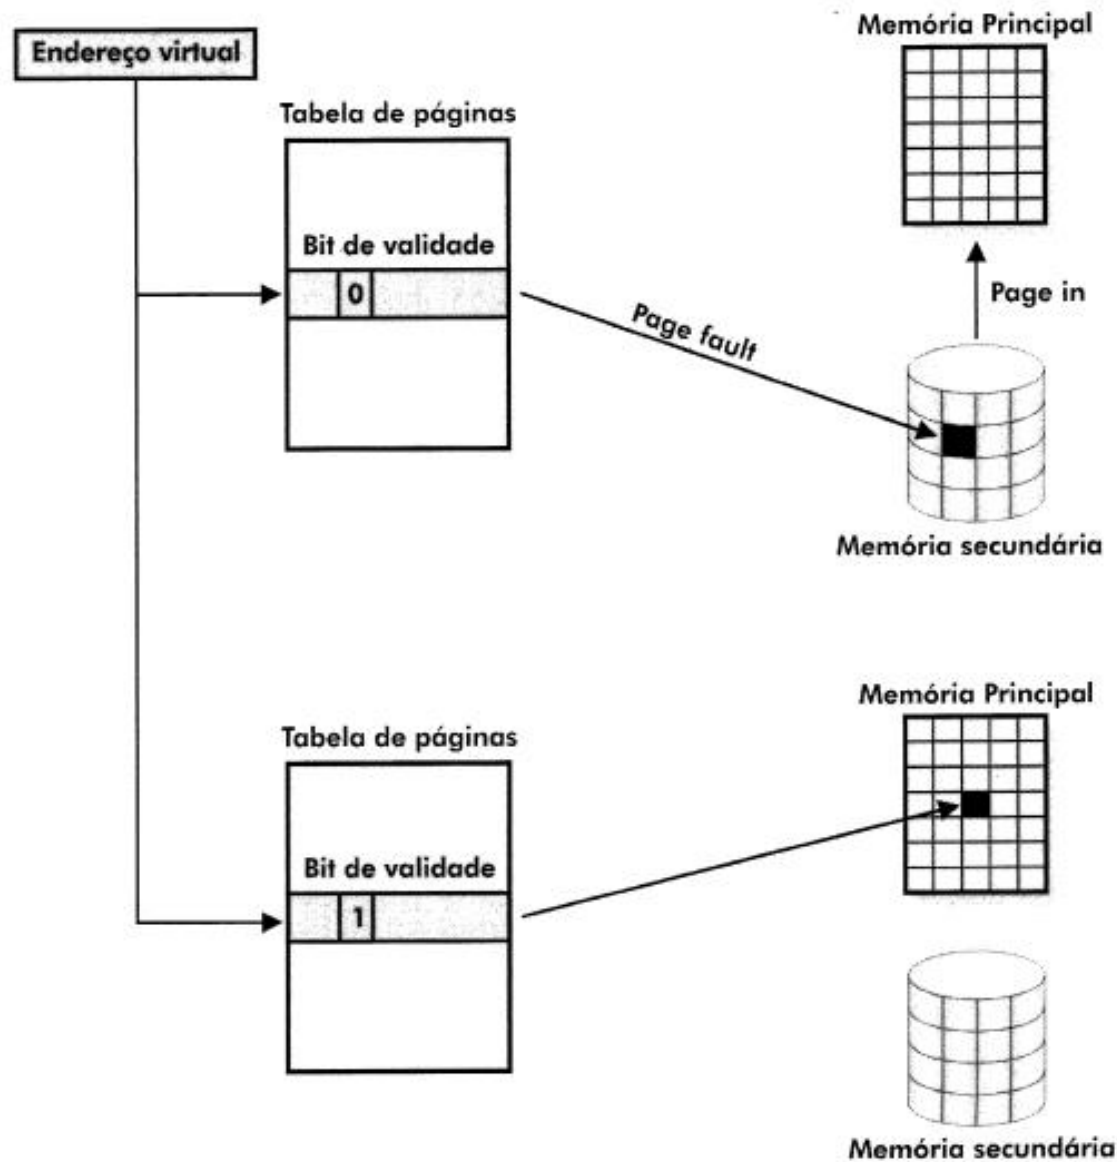 Endereço virtual
Memória Principal
Tabela de páginas
Bit de validade
0
Page fault
Page in
Memória secundária
Memória Principal
Tabela de páginas
Bit de validade
1
Memória secundária